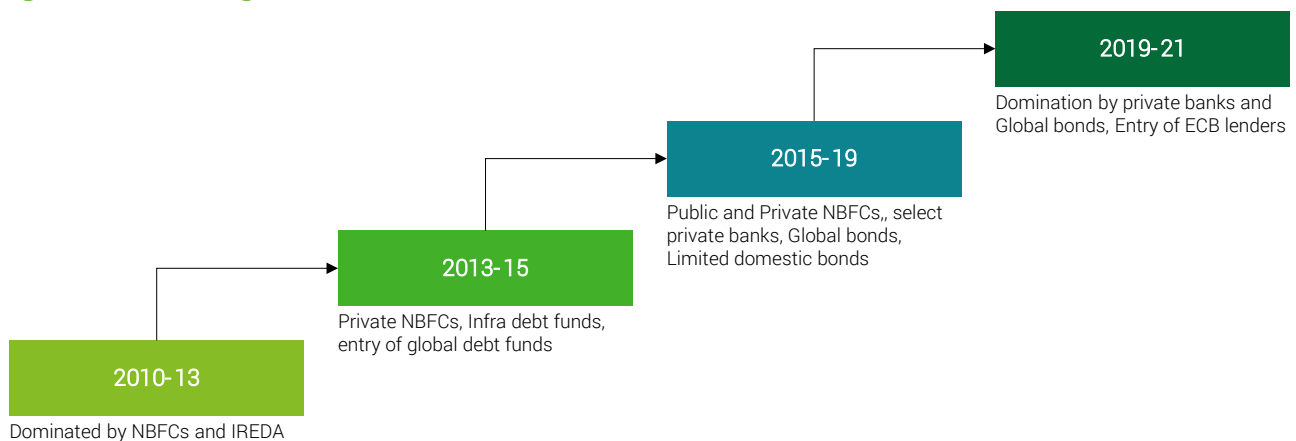 2019-21
Domination by private banks and
Global bonds, Entry of ECB lenders
2015-19
Public and Private NBFCs,, select
private banks, Global bonds,
Limited domestic bonds
2013-15
Private NBFCs, Infra debt funds,
entry of global debt funds
2010-13
Dominated by NBFCs and IREDA